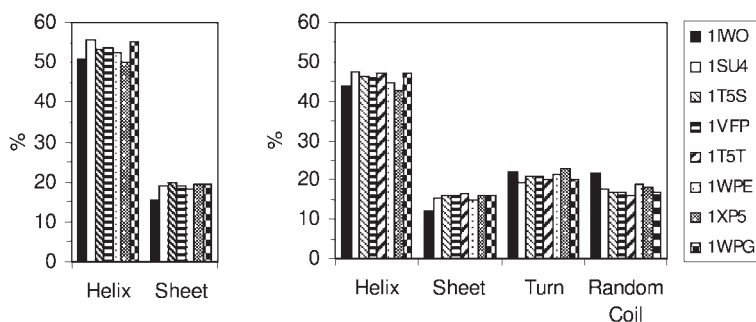 60
50
40
30
20
10
0
%
Helix Sheet
60
50
40
30
20
10
0
%
Helix Sheet Turn Random
Coil
1IWO
1SU4
1T5S
1VFP
1T5T
1WPE
1XP5
1WPG